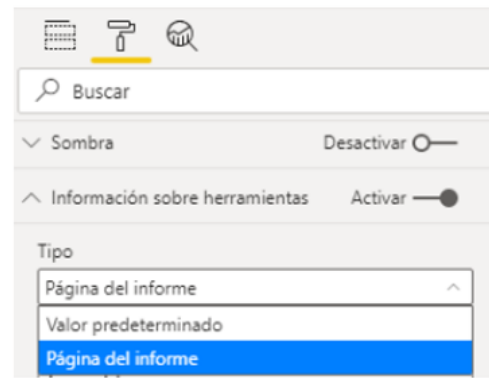 Buscar
Sombra Desactivar
Información sobre herramientas Activar
Tipo
Página del informe
Valor predeterminado
Página del informe